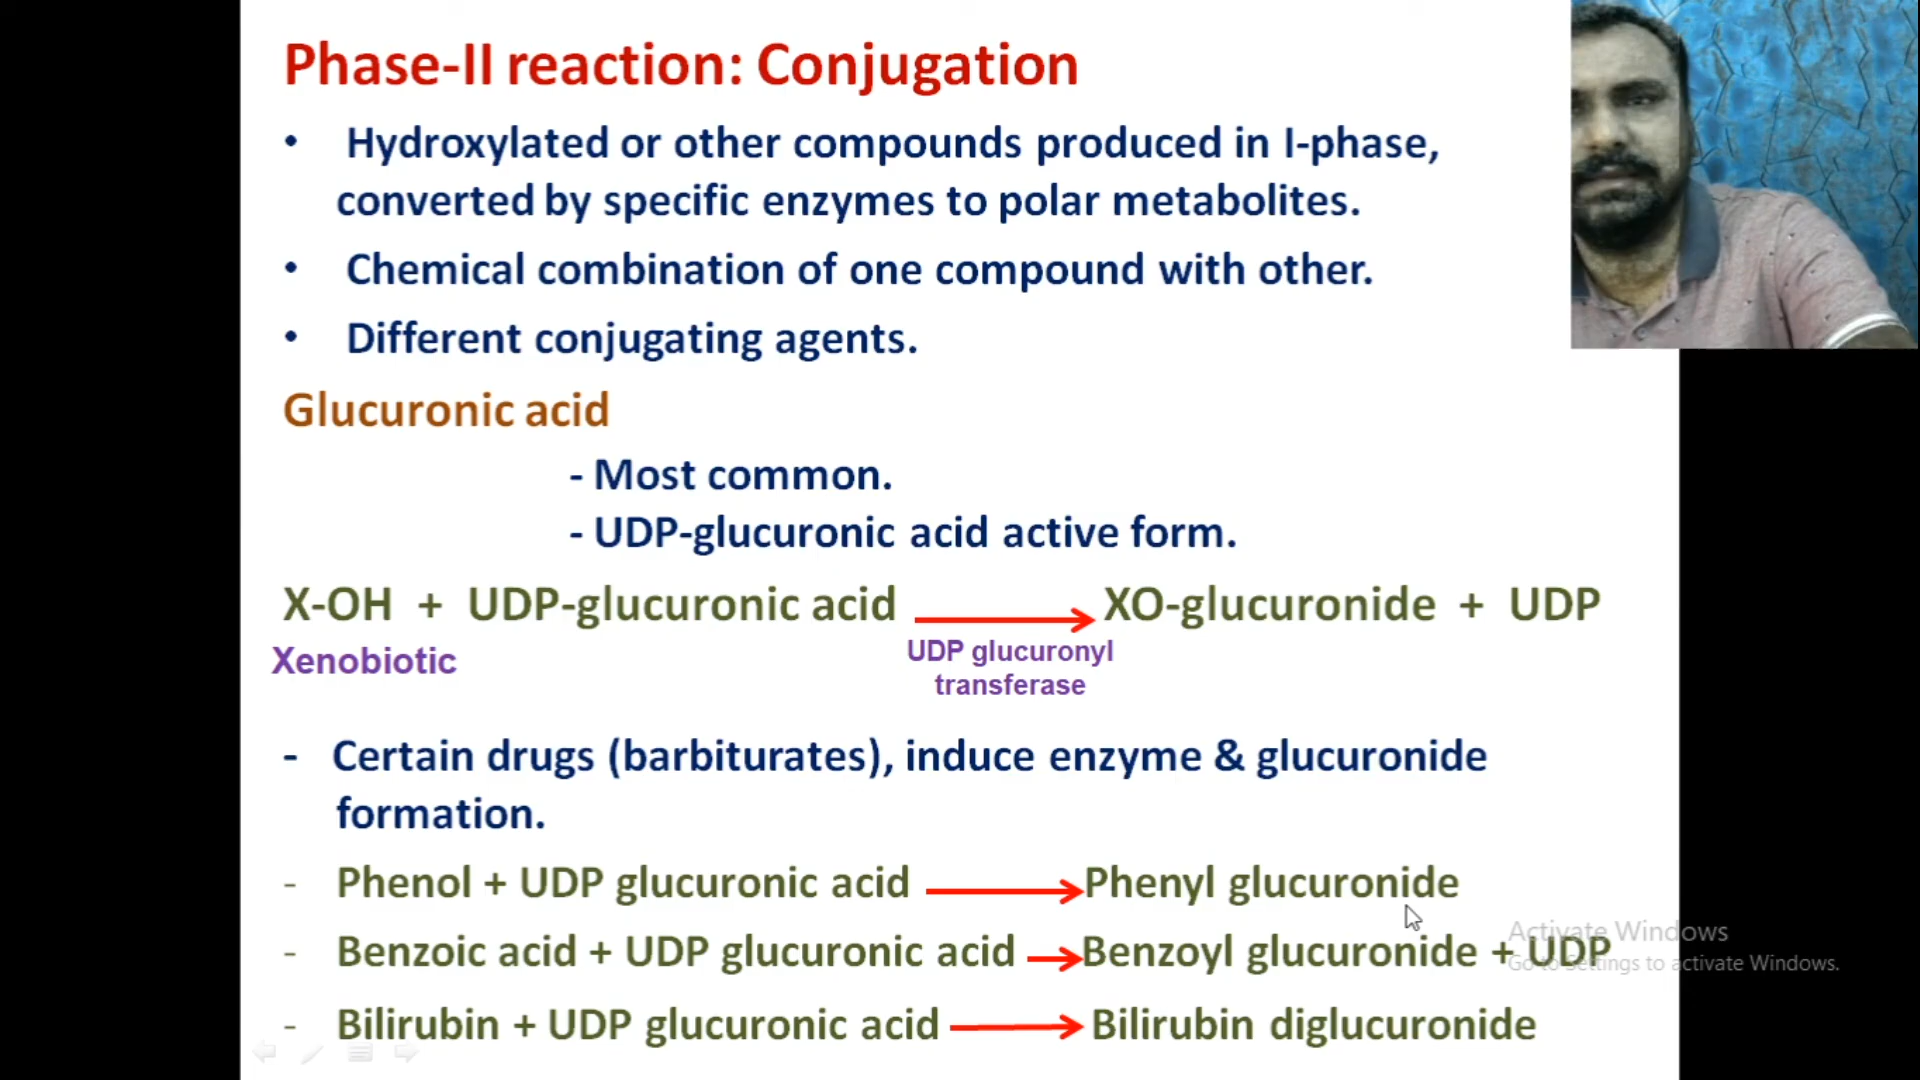 Phase-II reaction: Conjugation
• Hydroxylated or other compounds produced in I-phase,
converted by specific enzymes to polar metabolites.
• Chemical combination of one compound with other.
• Different conjugating agents.
Glucuronic acid
- Most common.
- UDP-glucuronic acid active form.
X-OH + UDP-glucuronic acid → XO-glucuronide + UDP
Xenobiotic
UDP glucuronyl
transferase
- Certain drugs (barbiturates), induce enzyme & glucuronide
formation.
- Phenol + UDP glucuronic acid → Phenyl glucuronide
- Benzoic acid + UDP glucuronic acid → Benzoyl glucuronide + UDP
- Bilirubin + UDP glucuronic acid → Bilirubin diglucuronide
Activate Windows
Go to Settings to activate Windows.